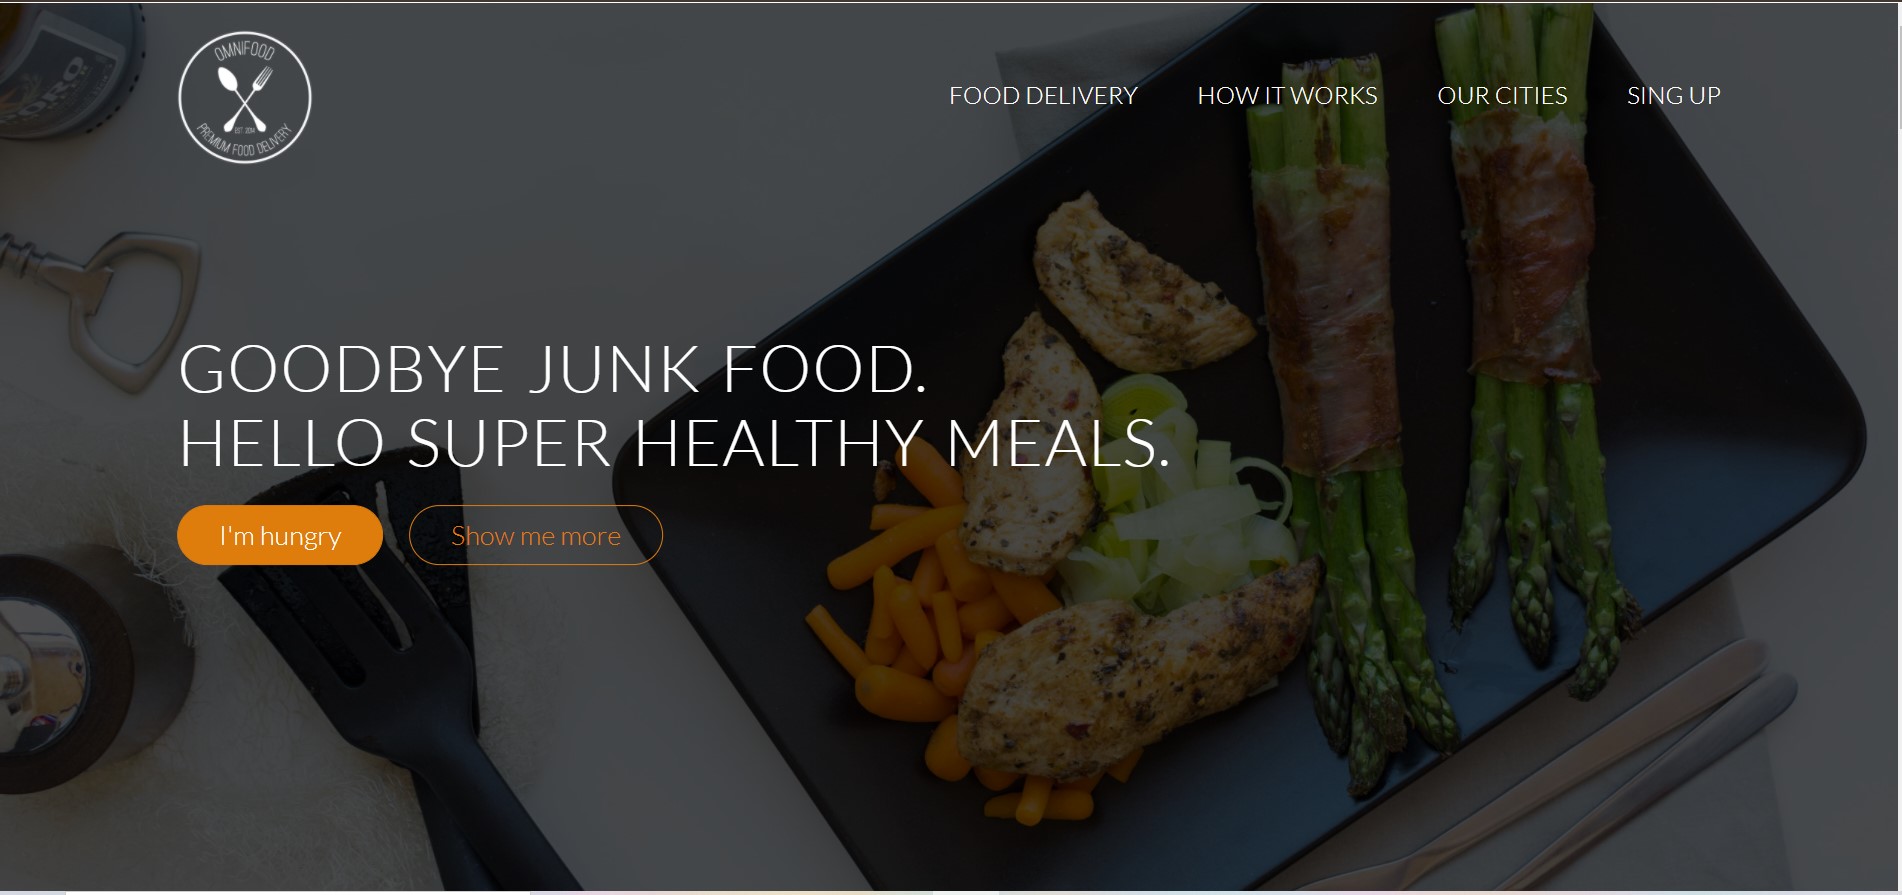 OMNIFOOD
EST. 2014
PREMIUM FOOD DELIVERY
FOOD DELIVERY
HOW IT WORKS
OUR CITIES
SING UP
GOODBYE JUNK FOOD.
HELLO SUPER HEALTHY MEALS.
I'm hungry
Show me more